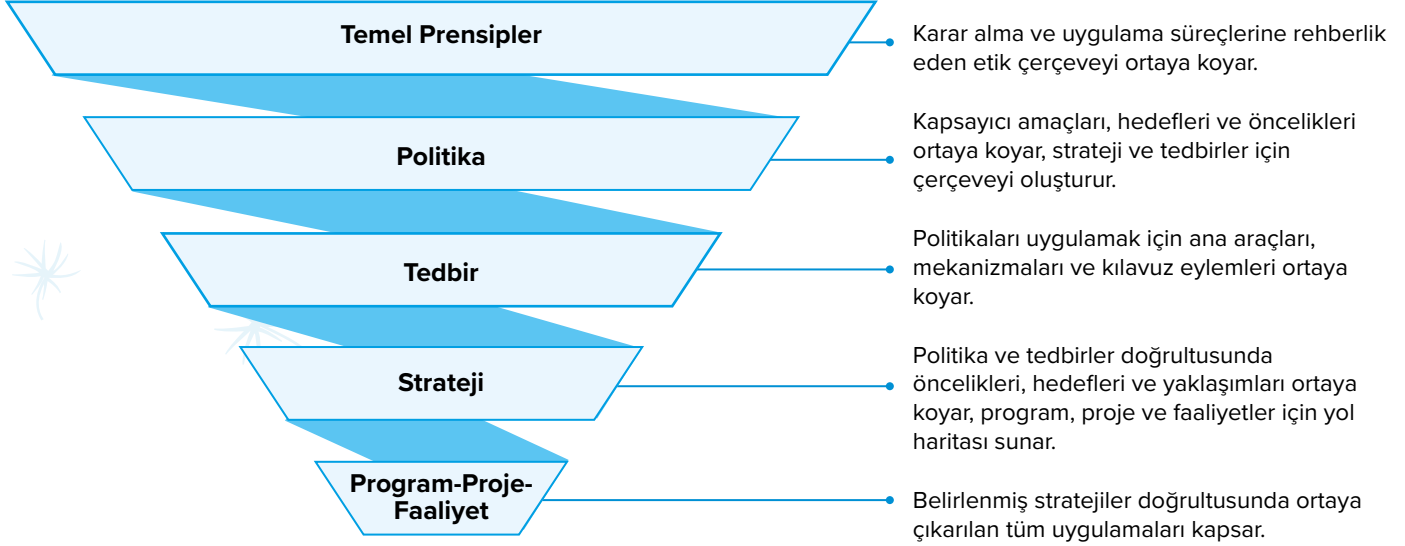 Temel Prensipler
Karar alma ve uygulama süreçlerine rehberlik
eden etik çerçeveyi ortaya koyar.
Politika
Kapsayıcı amaçları, hedefleri ve öncelikleri
ortaya koyar, strateji ve tedbirler için
çerçeveyi oluşturur.
Tedbir
Politikaları uygulamak için ana araçları,
mekanizmaları ve kılavuz eylemleri ortaya
koyar.
Strateji
Politika ve tedbirler doğrultusunda
öncelikleri, hedefleri ve yaklaşımları ortaya
koyar, program, proje ve faaliyetler için yol
haritası sunar.
Program-Proje-
Faaliyet
Belirlenmiş stratejiler doğrultusunda ortaya
çıkarılan tüm uygulamaları kapsar.